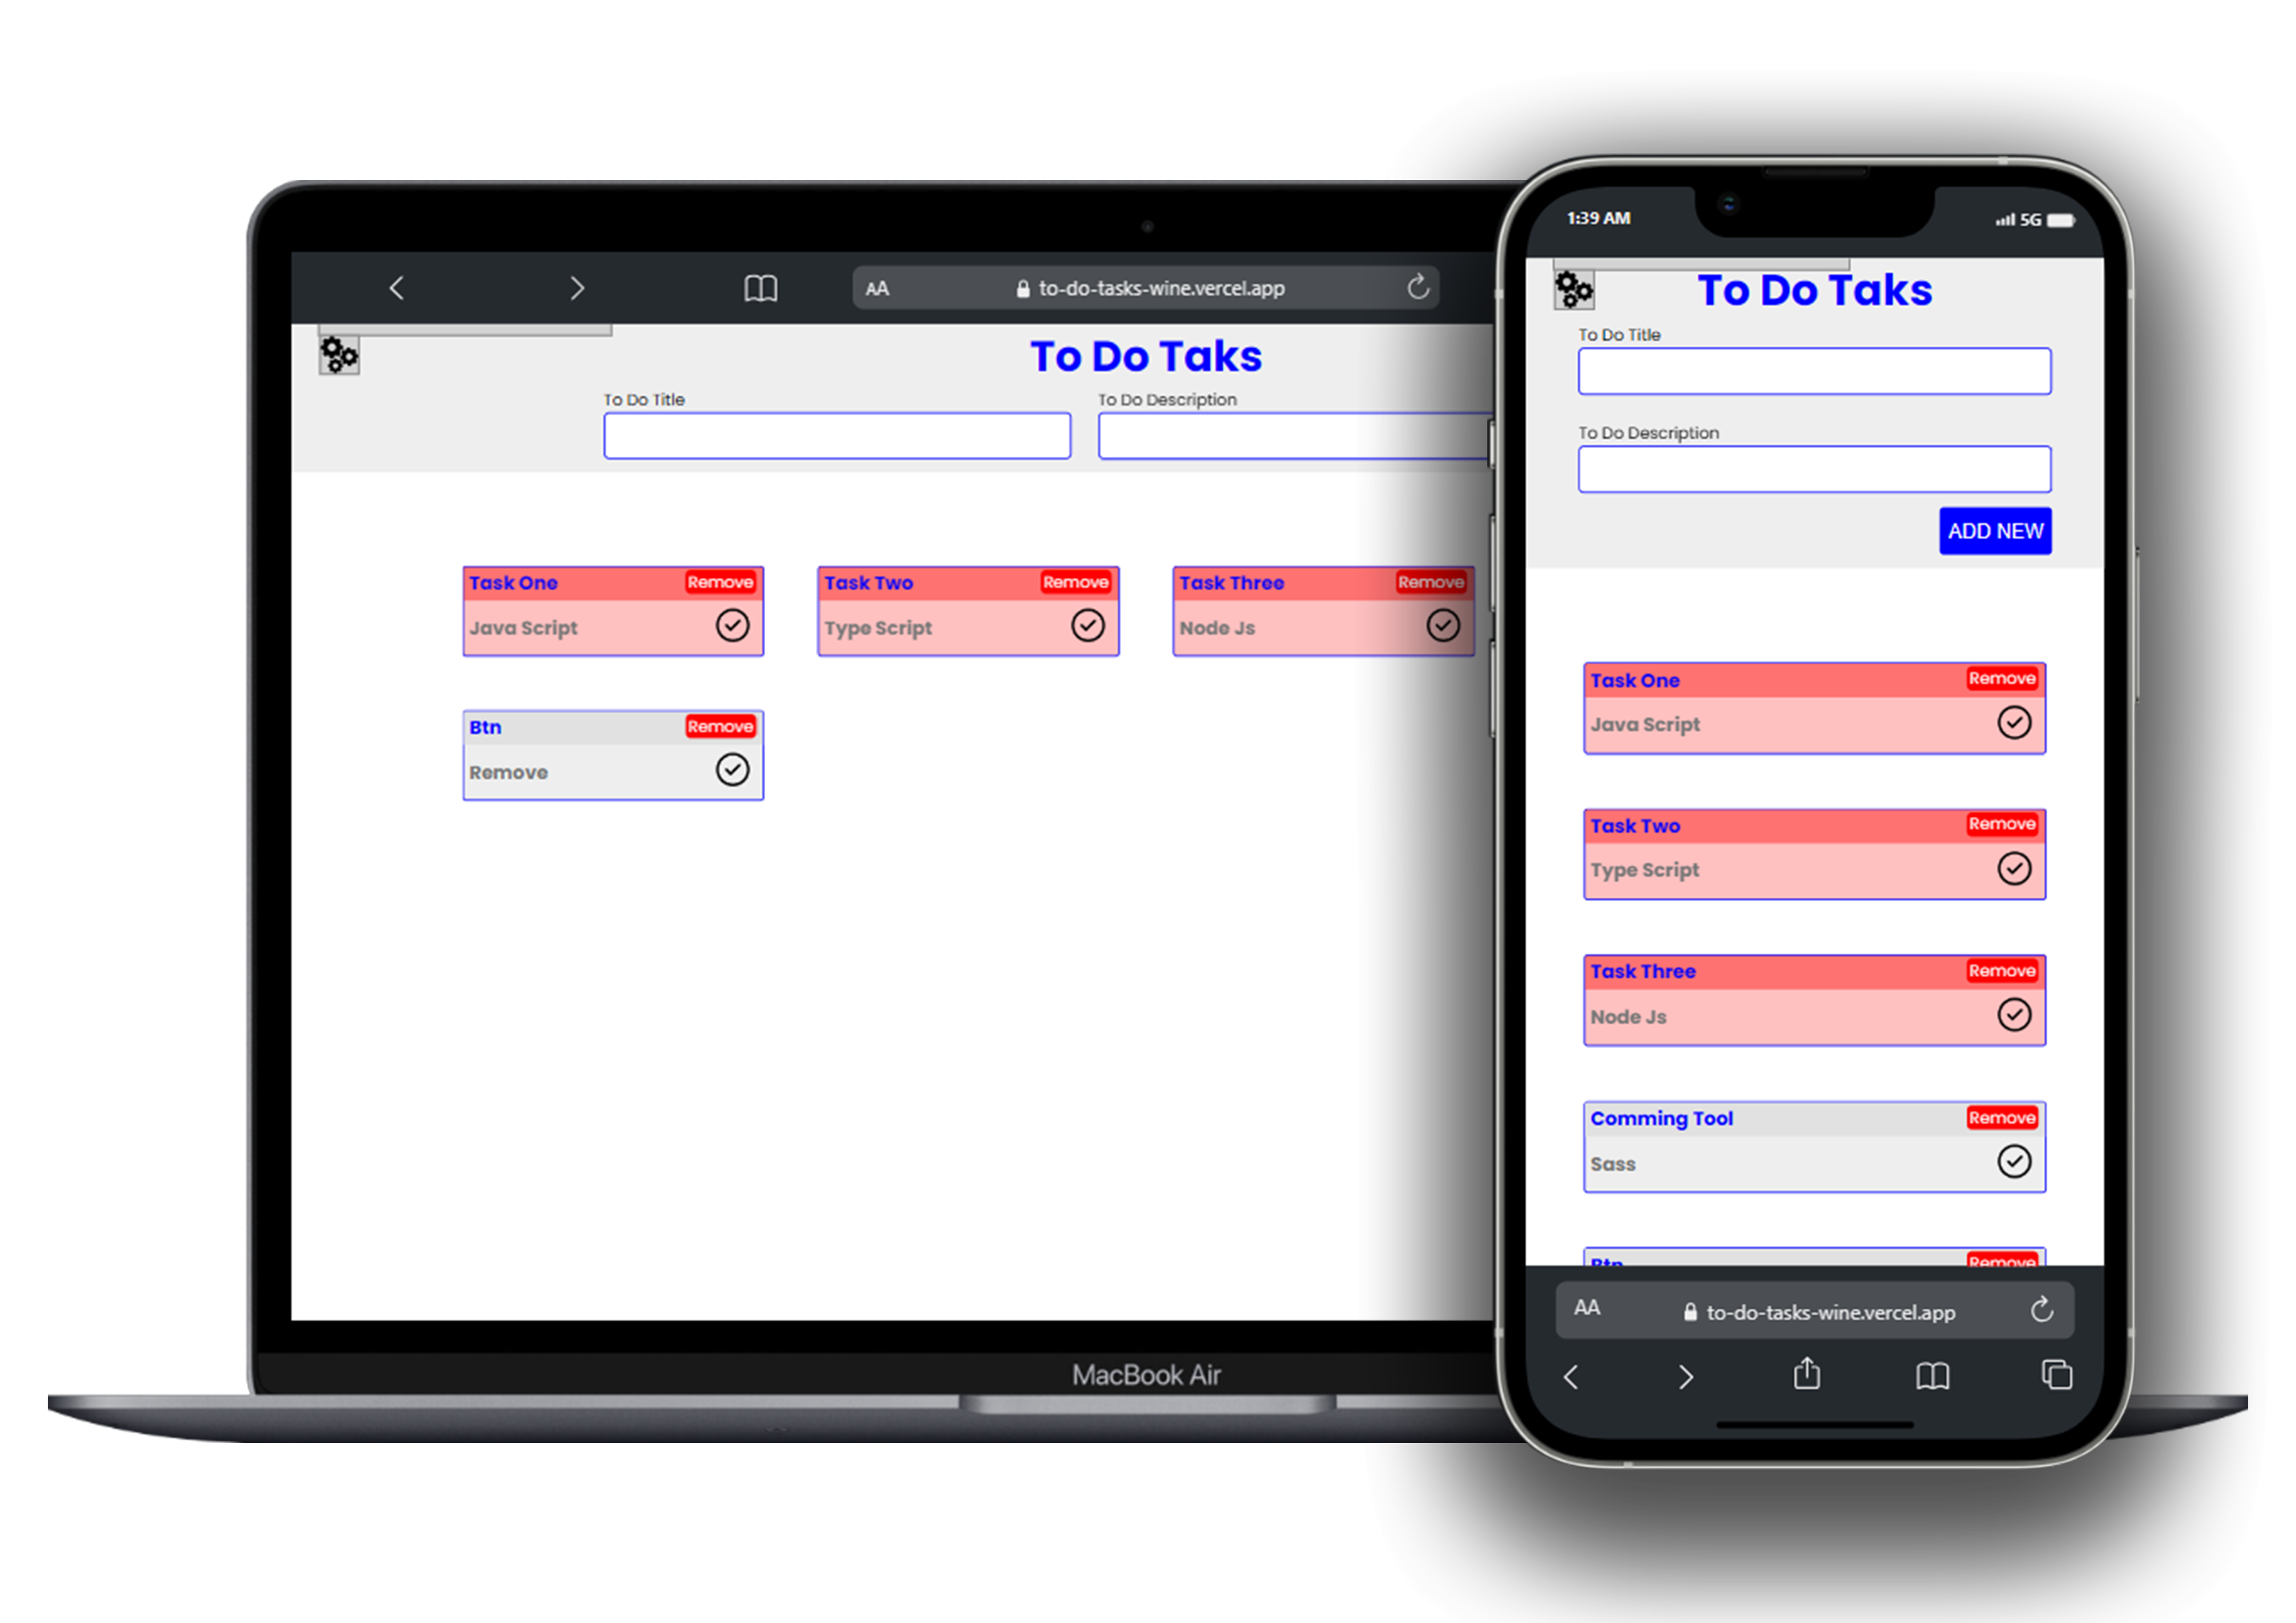 AA
to-do-tasks-wine.vercel.app
To Do Taks
To Do Title
To Do Description
Task One
Remove
Java Script
Task Two
Remove
Type Script
Task Three
Remove
Node Js
Btn
Remove
Remove
MacBook Air
1:39 AM
5G
To Do Taks
To Do Title
To Do Description
ADD NEW
Task One
Remove
Java Script
Task Two
Remove
Type Script
Task Three
Remove
Node Js
Comming Tool
Remove
Sass
Btn
Remove
AA
to-do-tasks-wine.vercel.app